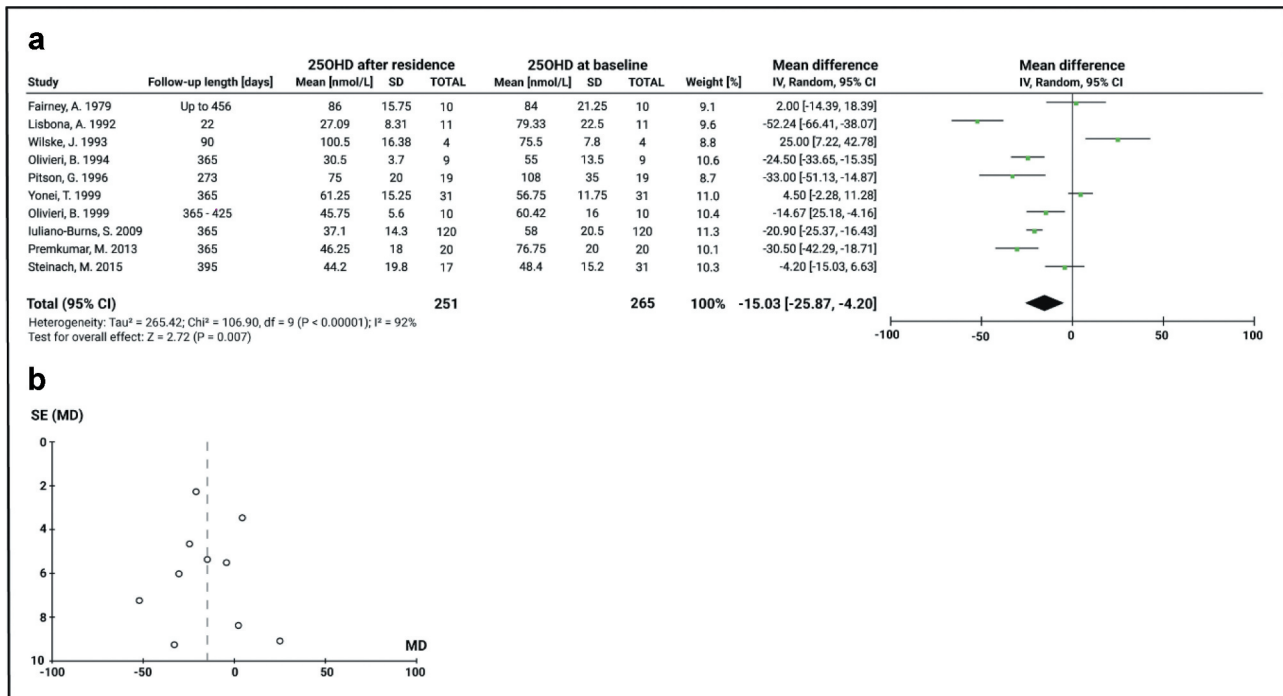 a
25OHD after residence 25OHD at baseline Mean difference Mean difference
Study Follow-up length [days] Mean [nmol/L] SD TOTAL Mean [nmol/L] SD TOTAL Weight [%] IV, Random, 95% CI IV, Random, 95% CI
Fairney, A. 1979 Up to 456 86 15.75 10 84 21.25 10 9.1 2.00 [-14.39, 18.39]
Lisbona, A. 1992 22 27.09 8.31 11 79.33 22.5 11 9.6 -52.24 [-66.41, -38.07]
Wilske, J. 1993 90 100.5 16.38 4 75.5 7.8 4 8.8 25.00 [7.22, 42.78]
Olivieri, B. 1994 365 30.5 3.7 9 55 13.5 9 10.6 -24.50 [-33.65, -15.35]
Pitson, G. 1996 273 75 20 19 108 35 19 8.7 -33.00 [-51.13, -14.87]
Yonei, T. 1999 365 61.25 15.25 31 56.75 11.75 31 11.0 4.50 [-2.28, 11.28]
Olivieri, B. 1999 365 - 425 45.75 5.6 10 60.42 16 10 10.4 -14.67 [25.18, -4.16]
Iuliano-Burns, S. 2009 365 37.1 14.3 120 58 20.5 120 11.3 -20.90 [-25.37, -16.43]
Premkumar, M. 2013 365 46.25 18 20 76.75 20 20 10.1 -30.50 [-42.29, -18.71]
Steinach, M. 2015 395 44.2 19.8 17 48.4 15.2 31 10.3 -4.20 [-15.03, 6.63]
Total (95% CI) 251 265 100% -15.03 [-25.87, -4.20]
Heterogeneity: Tau² = 265.42; Chi² = 106.90, df = 9 (P < 0.00001); I² = 92%
Test for overall effect: Z = 2.72 (P = 0.007)
-100 -50 0 50 100
b
SE (MD)
0
2
4
6
8
10
MD
-100 -50 0 50 100